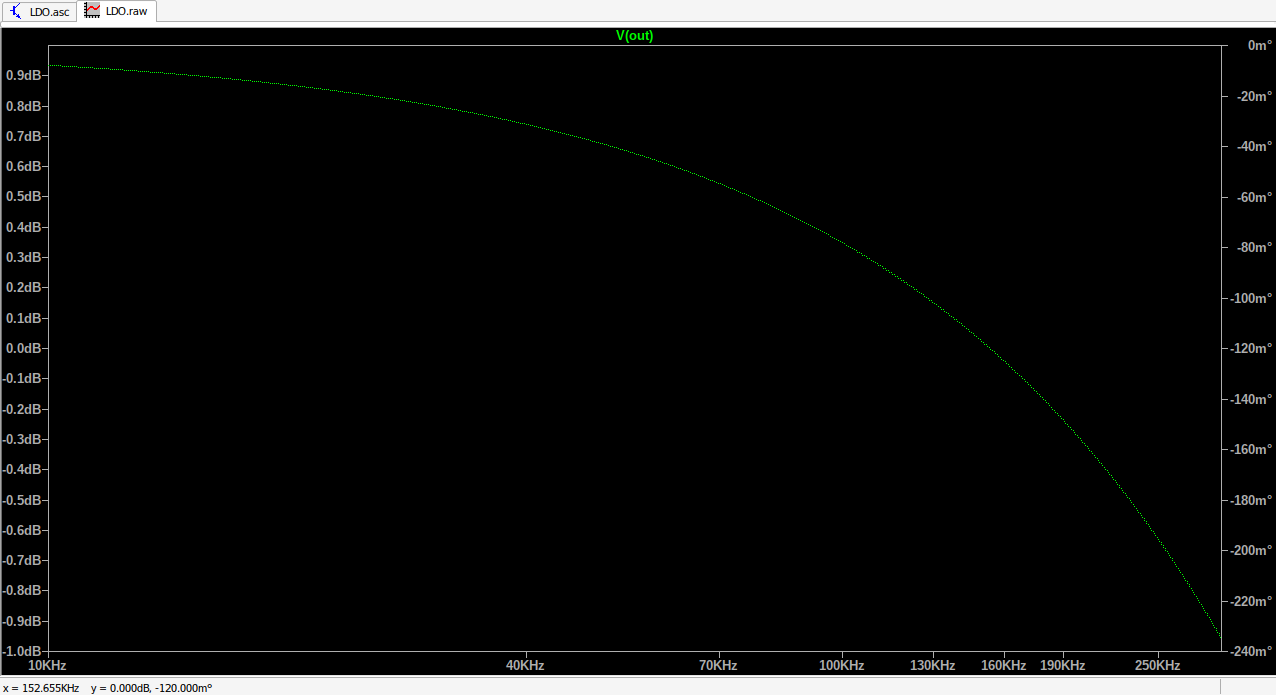 LDO.asc LDO.raw
V(out)
0.9dB
0.8dB
0.7dB
0.6dB
0.5dB
0.4dB
0.3dB
0.2dB
0.1dB
0.0dB
-0.1dB
-0.2dB
-0.3dB
-0.4dB
-0.5dB
-0.6dB
-0.7dB
-0.8dB
-0.9dB
-1.0dB
0m°
-20m°
-40m°
-60m°
-80m°
-100m°
-120m°
-140m°
-160m°
-180m°
-200m°
-220m°
-240m°
10KHz 40KHz 70KHz 100KHz 130KHz 160KHz 190KHz 250KHz
x = 152.655KHz y = 0.000dB, -120.000m°